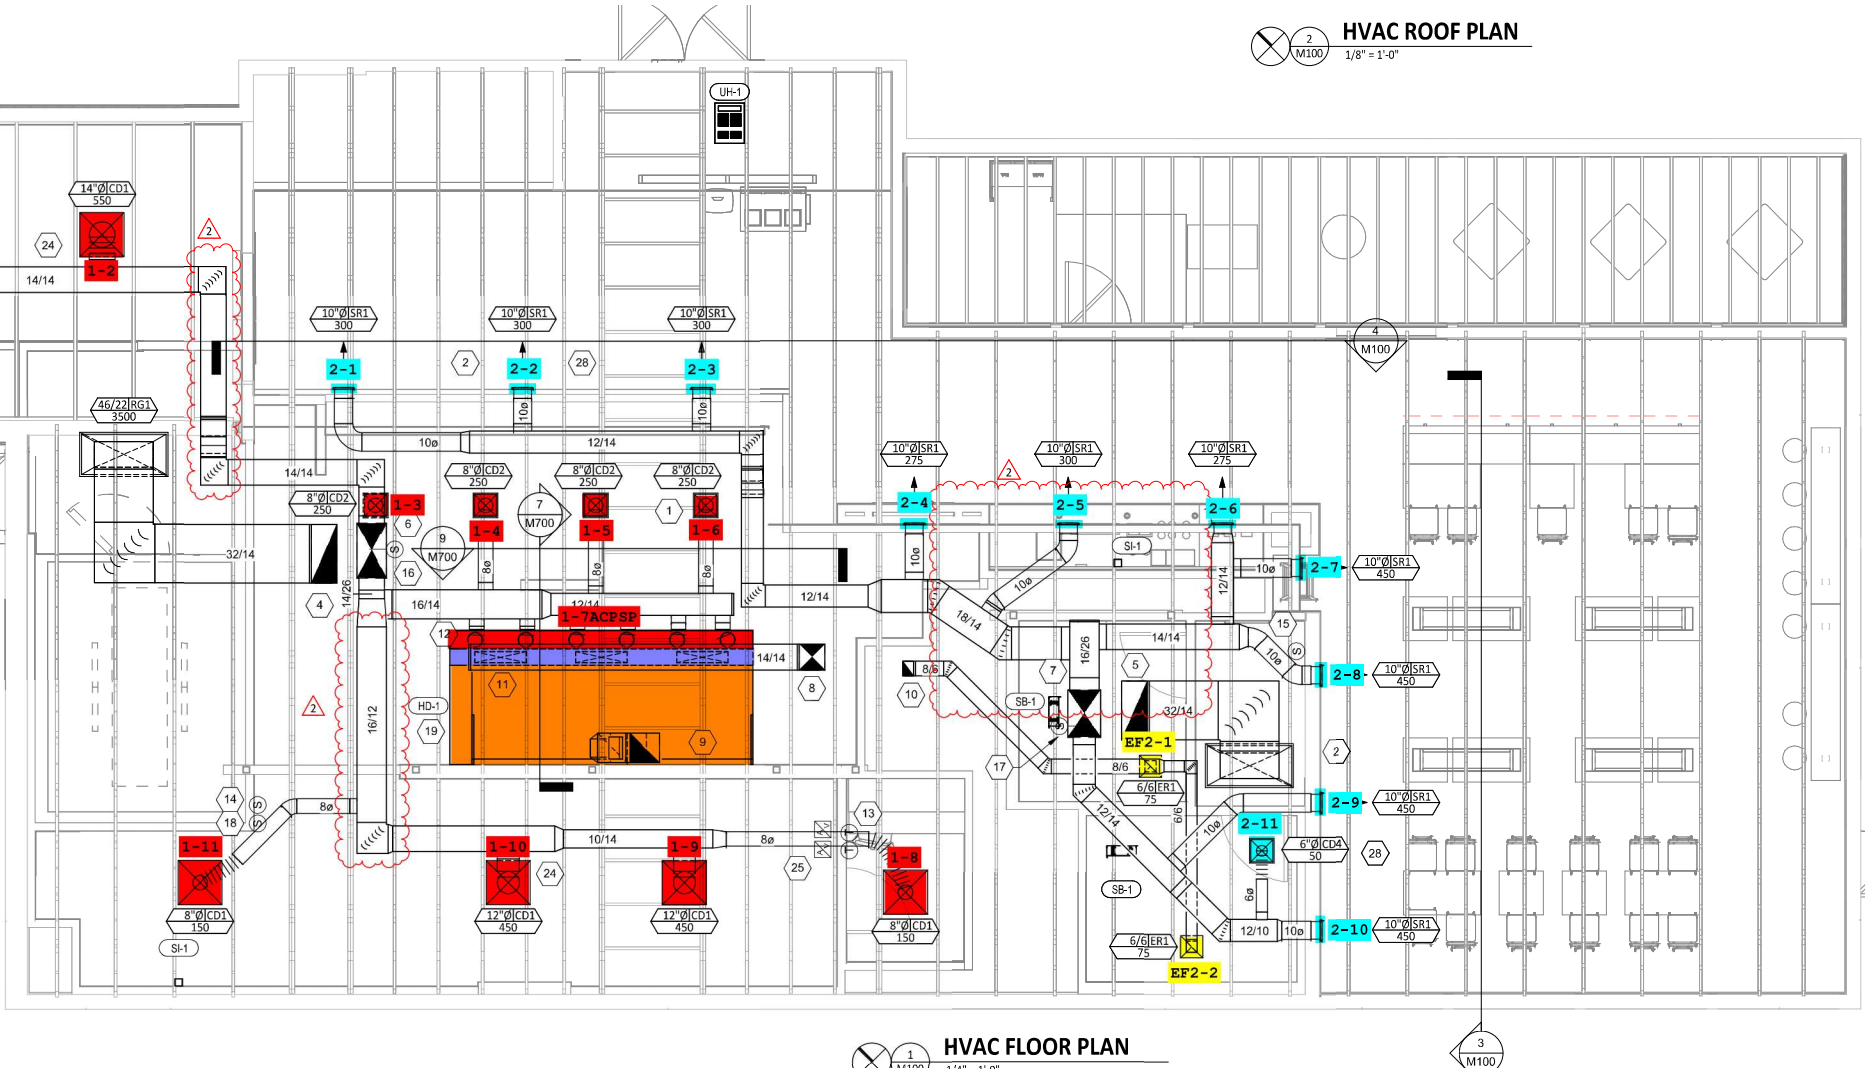 HVAC ROOF PLAN
2
M100
1/8" = 1'-0"
UH-1
14"Ø CD1
550
24
1-2
14/14
2
10"Ø SR1
300
10"Ø SR1
300
10"Ø SR1
300
2-1
2
2-2
28
2-3
4
M100
46/22 RG1
3500
10ø
10ø
10ø
12/14
14/14
10"Ø SR1
275
10"Ø SR1
300
10"Ø SR1
275
2
8"Ø CD2
250
8"Ø CD2
250
8"Ø CD2
250
8"Ø CD2
250
1-3
1-4
1-5
1-6
1
6
7
M700
9
M700
S
16
2-4
2-5
2-6
SI-1
2-7
10"Ø SR1
450
10ø
32/14
14/26
8ø
8ø
8ø
10ø
10ø
12/14
4
16/14
12/14
12/14
1-7ACPSP
12
18/14
14/14
15
S
10ø
16/26
7
5
14/14
8
8/6
10
11
2-8
10"Ø SR1
450
2
HD-1
19
16/12
9
SB-1
S
32/14
EF2-1
17
8/6
6/6 ER1
75
2
2-9
10"Ø SR1
450
14
18
S
S
8ø
13
T
T
12/14
6/6
10ø
2-11
6"Ø CD4
50
28
1-11
1-10
10/14
1-9
8ø
25
1-8
24
SB-1
6ø
8"Ø CD1
150
12"Ø CD1
450
12"Ø CD1
450
8"Ø CD1
150
SI-1
6/6 ER1
75
EF2-2
12/10
10ø
2-10
10"Ø SR1
450
HVAC FLOOR PLAN
1
M100
1/4" = 1'-0"
3
M100